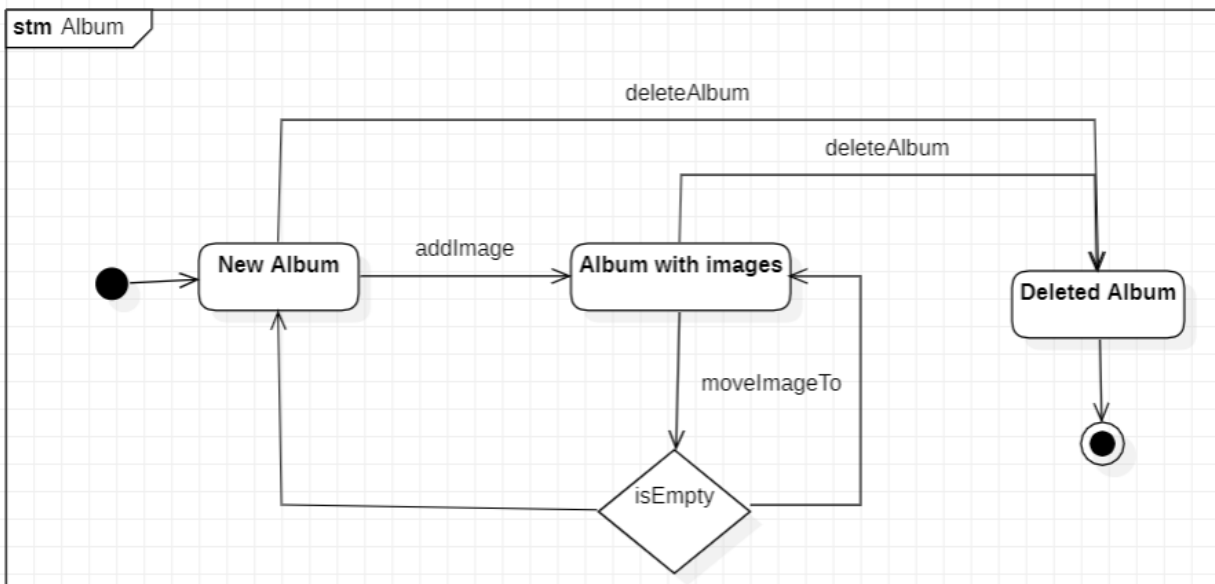 stm Album
deleteAlbum
deleteAlbum
New Album
addImage
Album with images
Deleted Album
moveImageTo
isEmpty